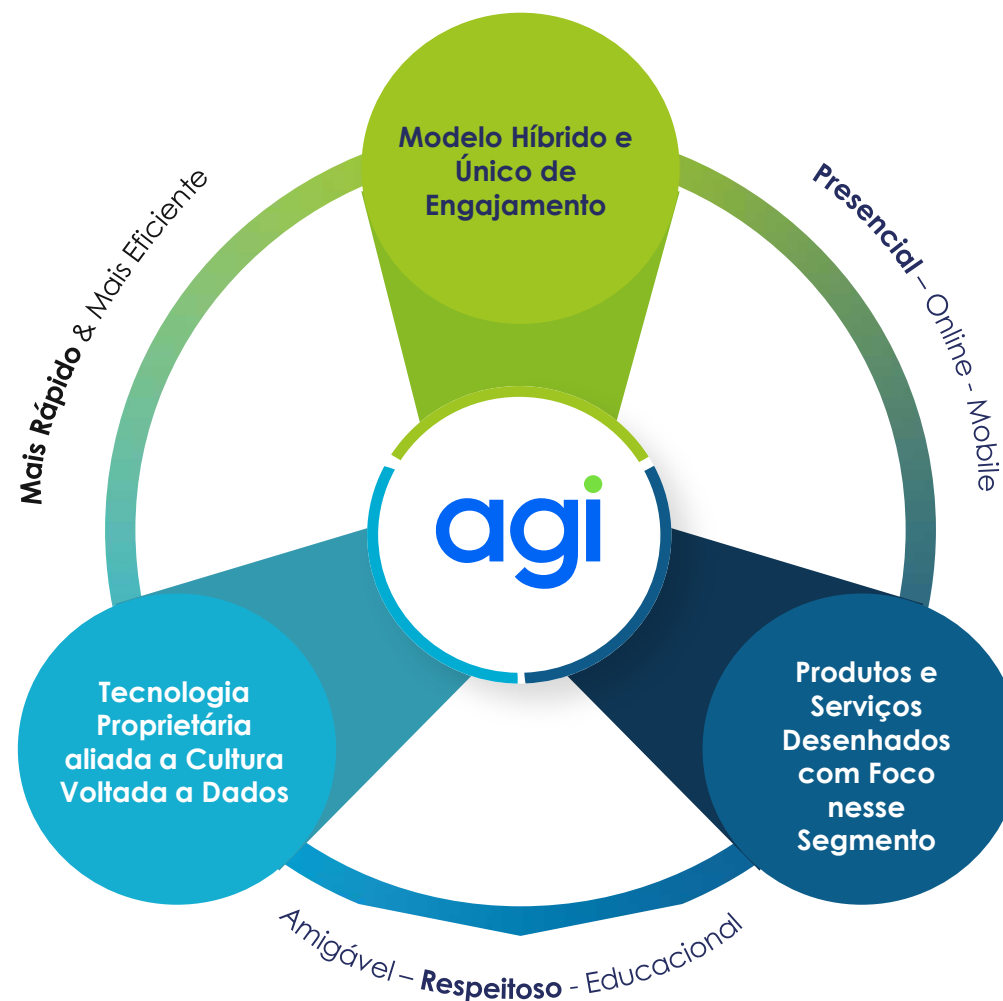 Modelo Híbrido e
Único de
Engajamento
Mais Rápido & Mais Eficiente
Presencial – Online - Mobile
agi
Tecnologia
Proprietária
aliada a Cultura
Voltada a Dados
Produtos e
Serviços
Desenhados
com Foco
nesse
Segmento
Amigável – Respeitoso - Educacional